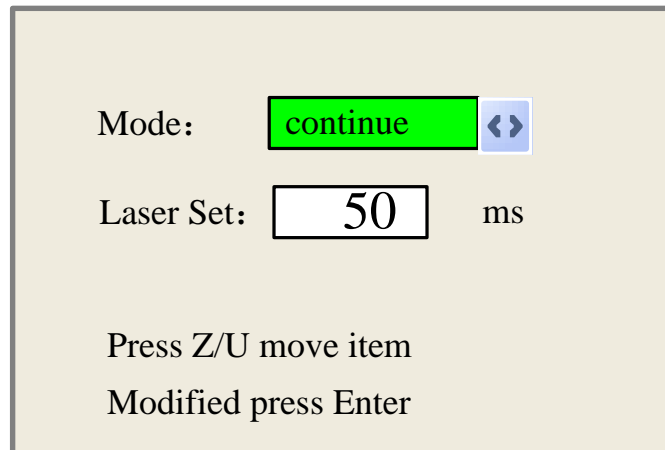 Mode： continue
Laser Set： 50 ms
Press Z/U move item
Modified press Enter